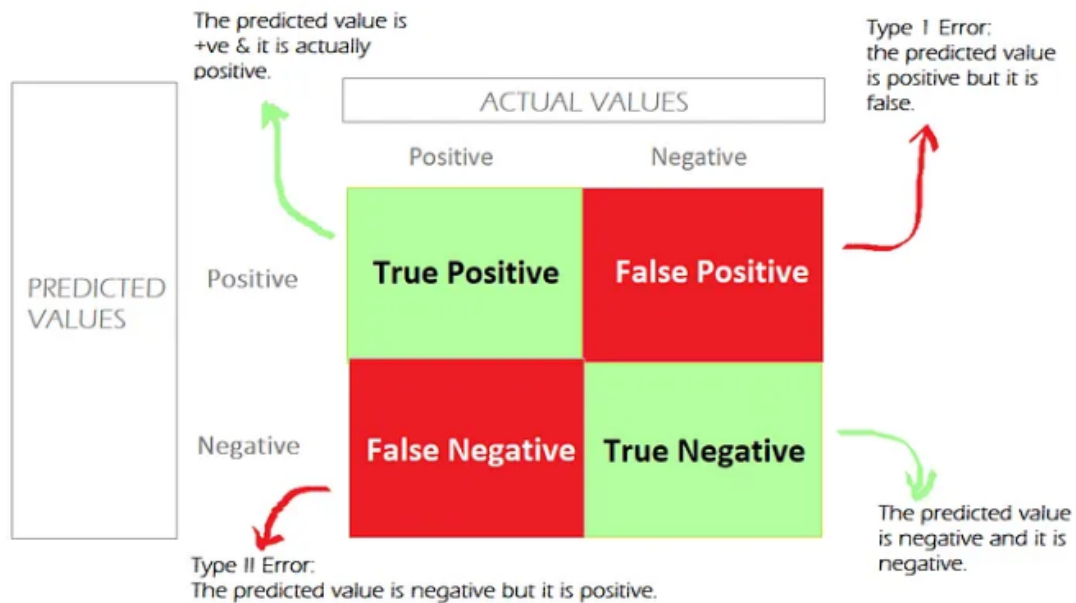 The predicted value is
+ve & it is actually
positive.
Type 1 Error:
the predicted value
is positive but it is
false.
ACTUAL VALUES
Positive
Negative
PREDICTED
VALUES
Positive
True Positive
False Positive
Negative
False Negative
True Negative
The predicted value
is negative and it is
negative.
Type II Error:
The predicted value is negative but it is positive.